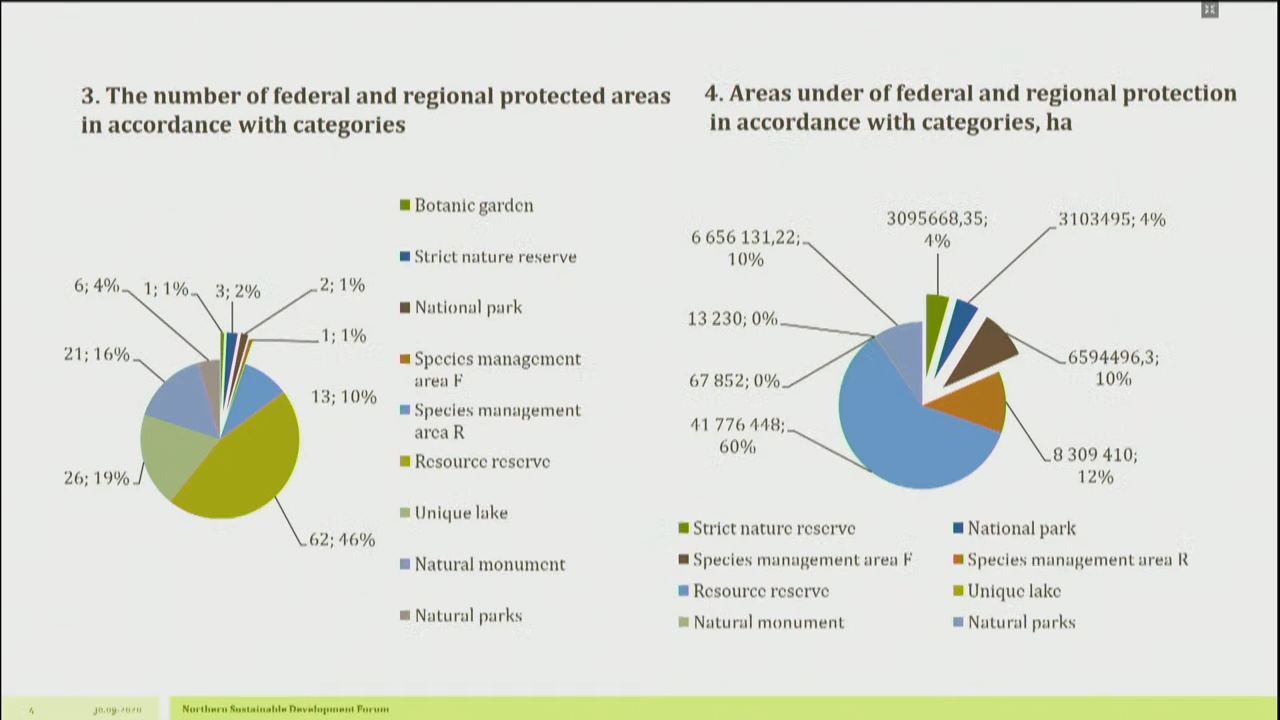 3. The number of federal and regional protected areas
in accordance with categories
4. Areas under of federal and regional protection
in accordance with categories, ha
6; 4%
1; 1%
3; 2%
2; 1%
1; 1%
21; 16%
13; 10%
26; 19%
62; 46%
Botanic garden
Strict nature reserve
National park
Species management
area F
Species management
area R
Resource reserve
Unique lake
Natural monument
Natural parks
3095668,35;
4%
3103495; 4%
6 656 131,22;
10%
13 230; 0%
6594496,3;
10%
67 852; 0%
41 776 448;
60%
8 309 410;
12%
Strict nature reserve
National park
Species management area F
Species management area R
Resource reserve
Unique lake
Natural monument
Natural parks
4
30.09.2020
Northern Sustainable Development Forum